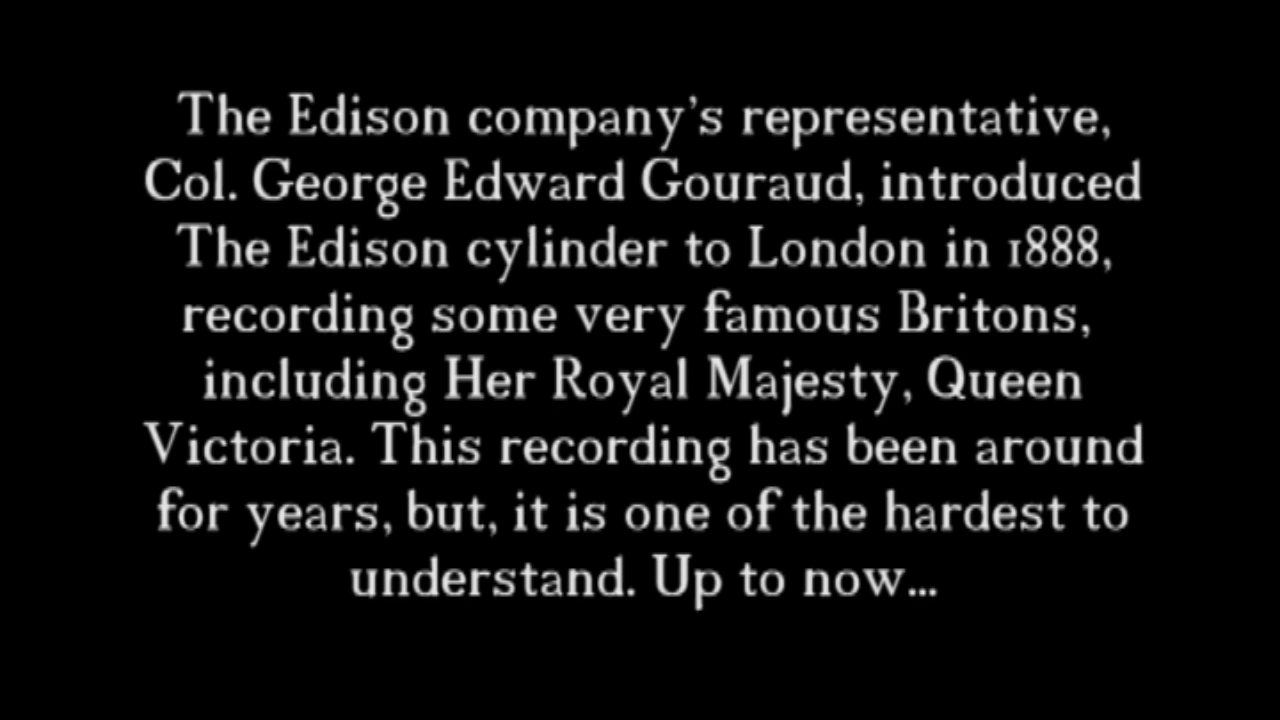 The Edison company's representative,
Col. George Edward Gouraud, introduced
The Edison cylinder to London in 1888,
recording some very famous Britons,
including Her Royal Majesty, Queen
Victoria. This recording has been around
for years, but, it is one of the hardest to
understand. Up to now...